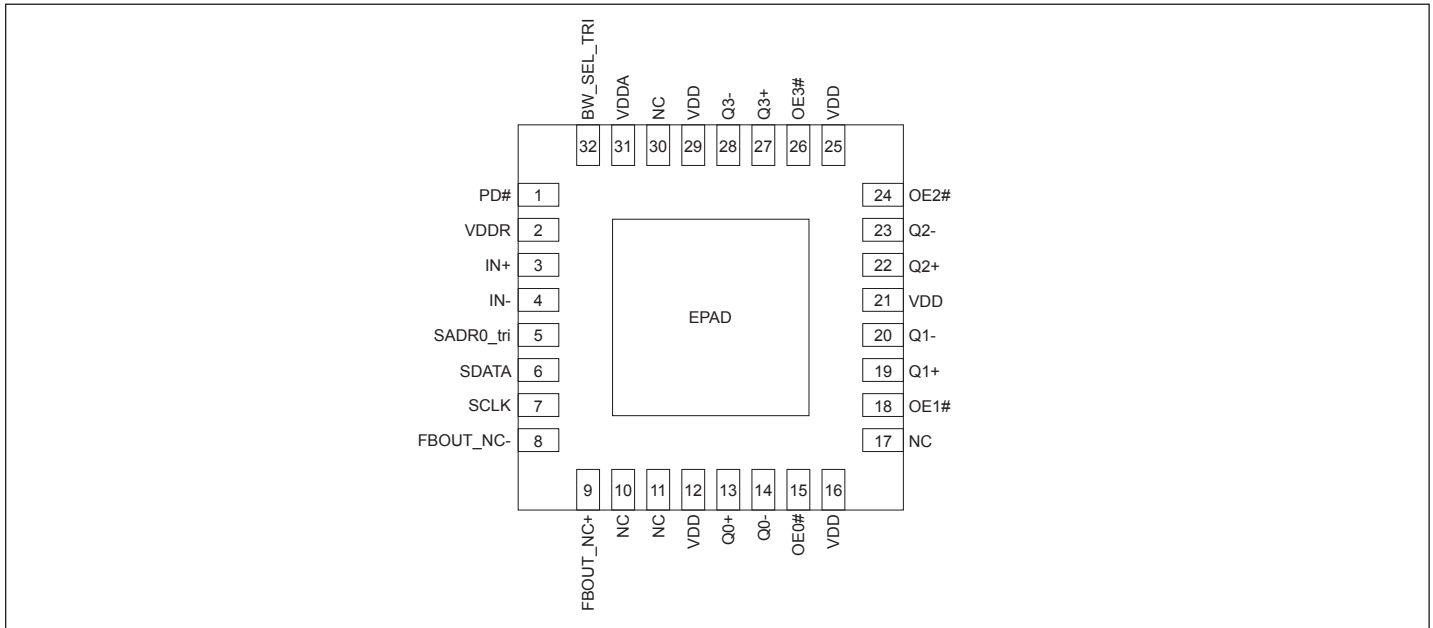 BW_SEL_TRI
VDDA
NC
VDD
Q3-
Q3+
OE3#
VDD
32 31 30 29 28 27 26 25
PD# 1
VDDR 2
IN+ 3
IN- 4
SADR0_tri 5
SDATA 6
SCLK 7
FBOUT_NC- 8
EPAD
24 OE2#
23 Q2-
22 Q2+
21 VDD
20 Q1-
19 Q1+
18 OE1#
17 NC
9 10 11 12 13 14 15 16
FBOUT_NC+
NC
NC
VDD
Q0+
Q0-
OE0#
VDD